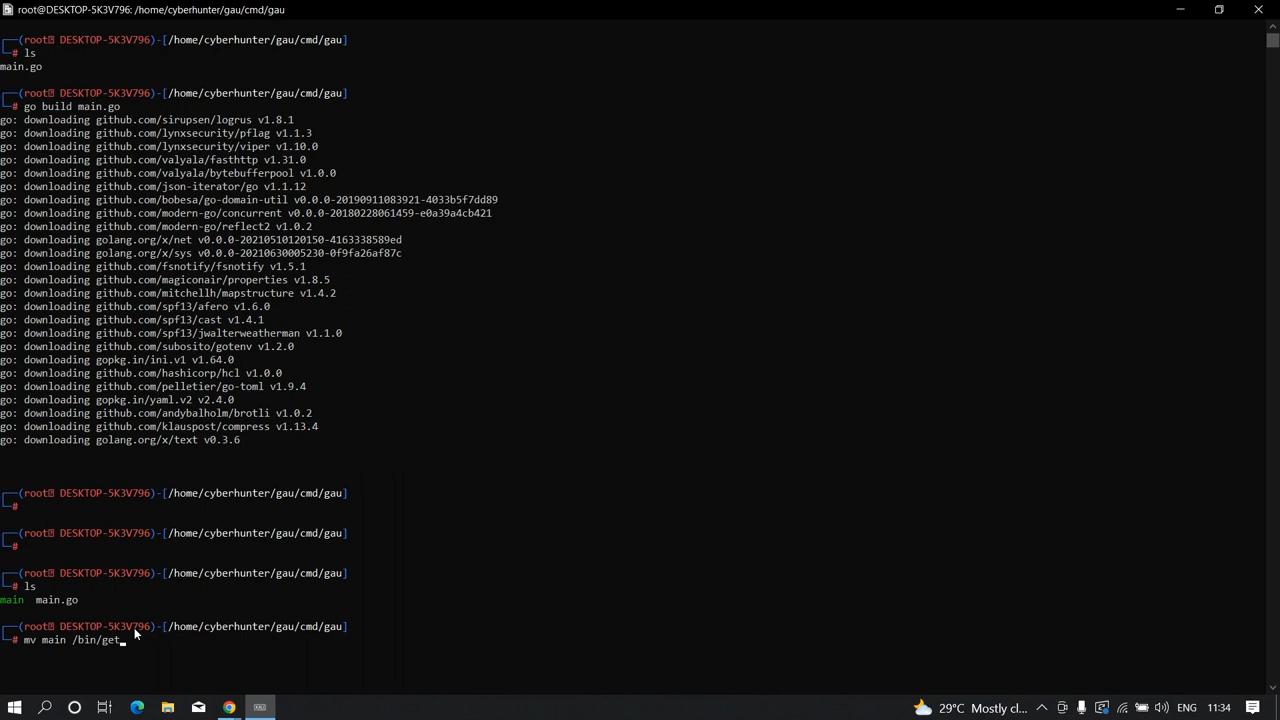 root@DESKTOP-5K3V796: /home/cyberhunter/gau/cmd/gau
┌──(root DESKTOP-5K3V796)-[/home/cyberhunter/gau/cmd/gau]
└─# ls
main.go
┌──(root DESKTOP-5K3V796)-[/home/cyberhunter/gau/cmd/gau]
└─# go build main.go
go: downloading github.com/sirupsen/logrus v1.8.1
go: downloading github.com/lynxsecurity/pflag v1.1.3
go: downloading github.com/lynxsecurity/viper v1.10.0
go: downloading github.com/valyala/fasthttp v1.31.0
go: downloading github.com/valyala/bytebufferpool v1.0.0
go: downloading github.com/json-iterator/go v1.1.12
go: downloading github.com/bobesa/go-domain-util v0.0.0-20190911083921-4033b5f7dd89
go: downloading github.com/modern-go/concurrent v0.0.0-20180228061459-e0a39a4cb421
go: downloading github.com/modern-go/reflect2 v1.0.2
go: downloading golang.org/x/net v0.0.0-20210510120150-4163338589ed
go: downloading golang.org/x/sys v0.0.0-20210630005230-0f9fa26af87c
go: downloading github.com/fsnotify/fsnotify v1.5.1
go: downloading github.com/magiconair/properties v1.8.5
go: downloading github.com/mitchellh/mapstructure v1.4.2
go: downloading github.com/spf13/afero v1.6.0
go: downloading github.com/spf13/cast v1.4.1
go: downloading github.com/spf13/jwalterweatherman v1.1.0
go: downloading github.com/subosito/gotenv v1.2.0
go: downloading gopkg.in/ini.v1 v1.64.0
go: downloading github.com/hashicorp/hcl v1.0.0
go: downloading github.com/pelletier/go-toml v1.9.4
go: downloading gopkg.in/yaml.v2 v2.4.0
go: downloading github.com/andybalholm/brotli v1.0.2
go: downloading github.com/klauspost/compress v1.13.4
go: downloading golang.org/x/text v0.3.6
┌──(root DESKTOP-5K3V796)-[/home/cyberhunter/gau/cmd/gau]
└─#
┌──(root DESKTOP-5K3V796)-[/home/cyberhunter/gau/cmd/gau]
└─#
┌──(root DESKTOP-5K3V796)-[/home/cyberhunter/gau/cmd/gau]
└─# ls
main  main.go
┌──(root DESKTOP-5K3V796)-[/home/cyberhunter/gau/cmd/gau]
└─# mv main /bin/get
29°C Mostly cl... ENG 11:34